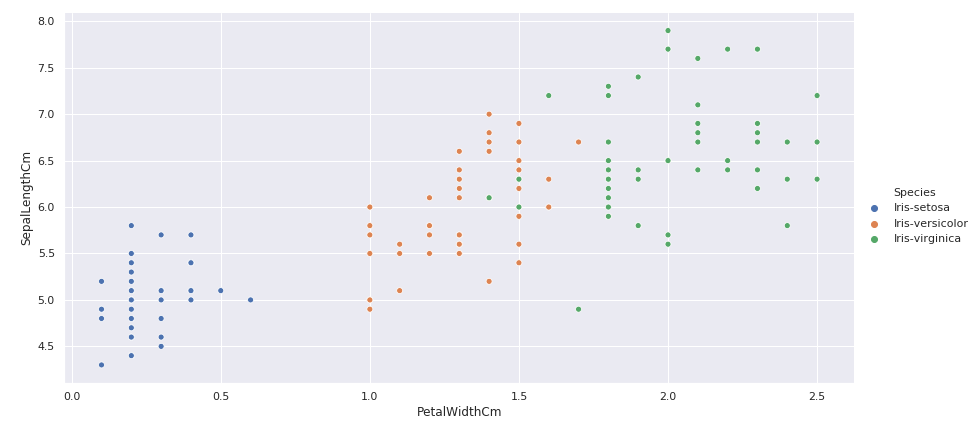 8.0
7.5
7.0
6.5
6.0
5.5
5.0
4.5
SepalLengthCm
0.0 0.5 1.0 1.5 2.0 2.5
PetalWidthCm
Species
Iris-setosa
Iris-versicolor
Iris-virginica